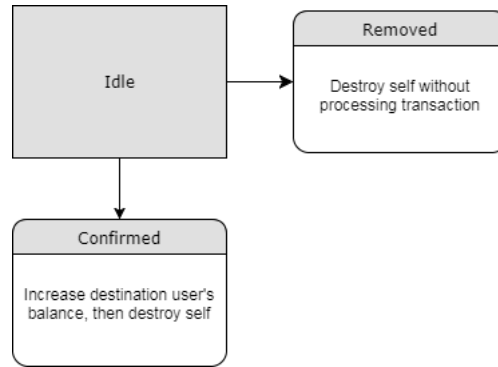 Idle
Removed
Destroy self without
processing transaction
Confirmed
Increase destination user's
balance, then destroy self